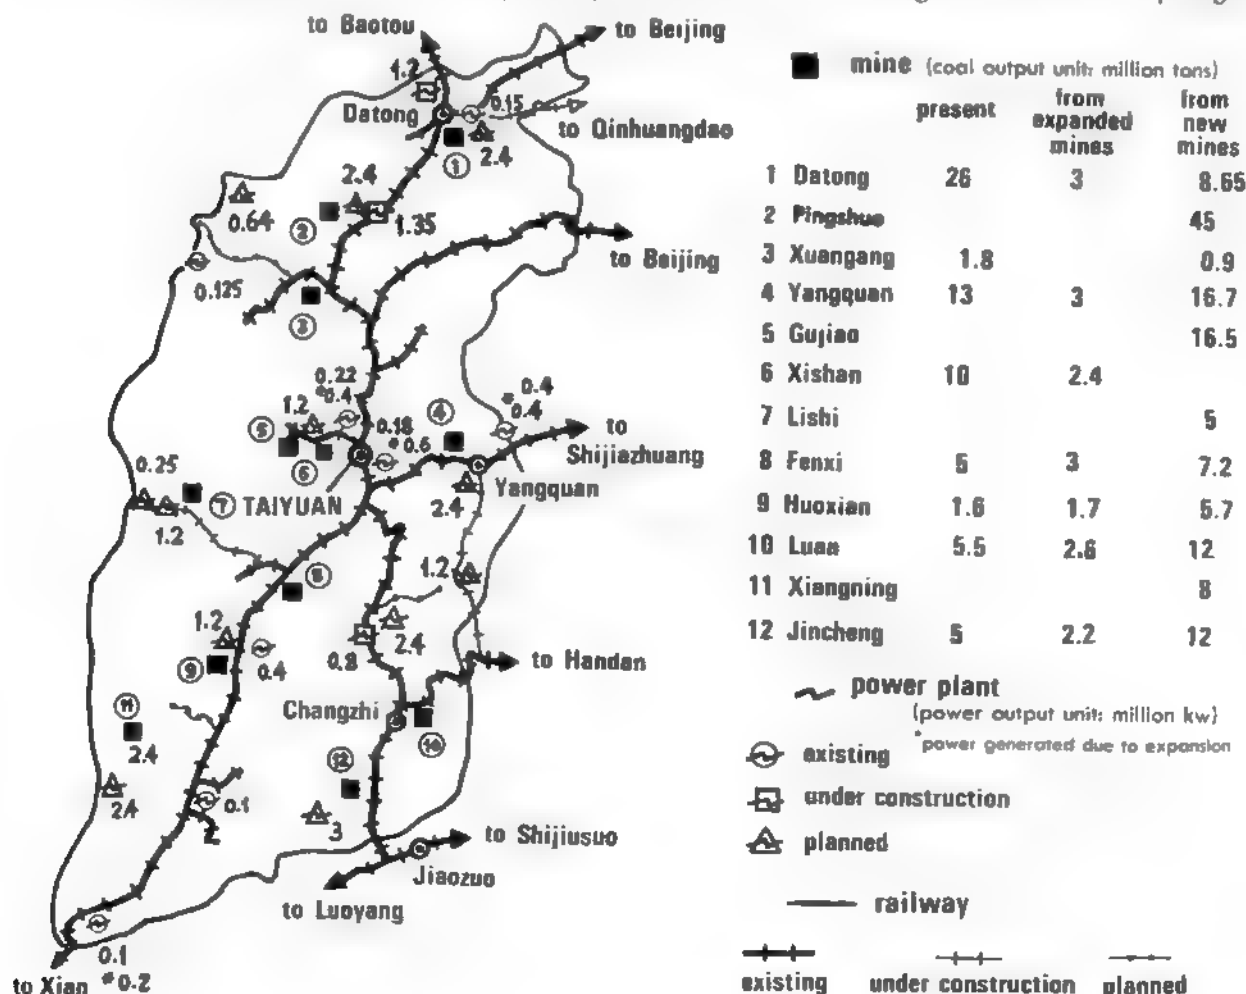 to Baotou
to Beijing
1.2
Datong
0.15
to Qinhuangdao
1
2.4
2.4
0.64
2
1.35
to Beijing
0.125
3
0.22
*0.4
1.2
0.18
*0.6
4
0.4
*0.4
to
Shijiazhuang
5
6
Yangquan
0.25
7 TAIYUAN
2.4
1.2
8
1.2
1.2
2.4
0.8
0.4
9
to Handan
Changzhi
11
2.4
10
12
2.4
0.1
3
to Shijiusuo
Jiaozuo
to Luoyang
0.1
*0.2
to Xian
mine (coal output unit: million tons)
present from expanded mines from new mines
1 Datong 26 3 8.65
2 Pingshuo 45
3 Xuangang 1.8 0.9
4 Yangquan 13 3 16.7
5 Gujiao 16.5
6 Xishan 10 2.4
7 Lishi 5
8 Fenxi 5 3 7.2
9 Huoxian 1.6 1.7 5.7
10 Luan 5.5 2.6 12
11 Xiangning 8
12 Jincheng 5 2.2 12
power plant
(power output unit: million kw)
*power generated due to expansion
existing
under construction
planned
railway
existing under construction planned